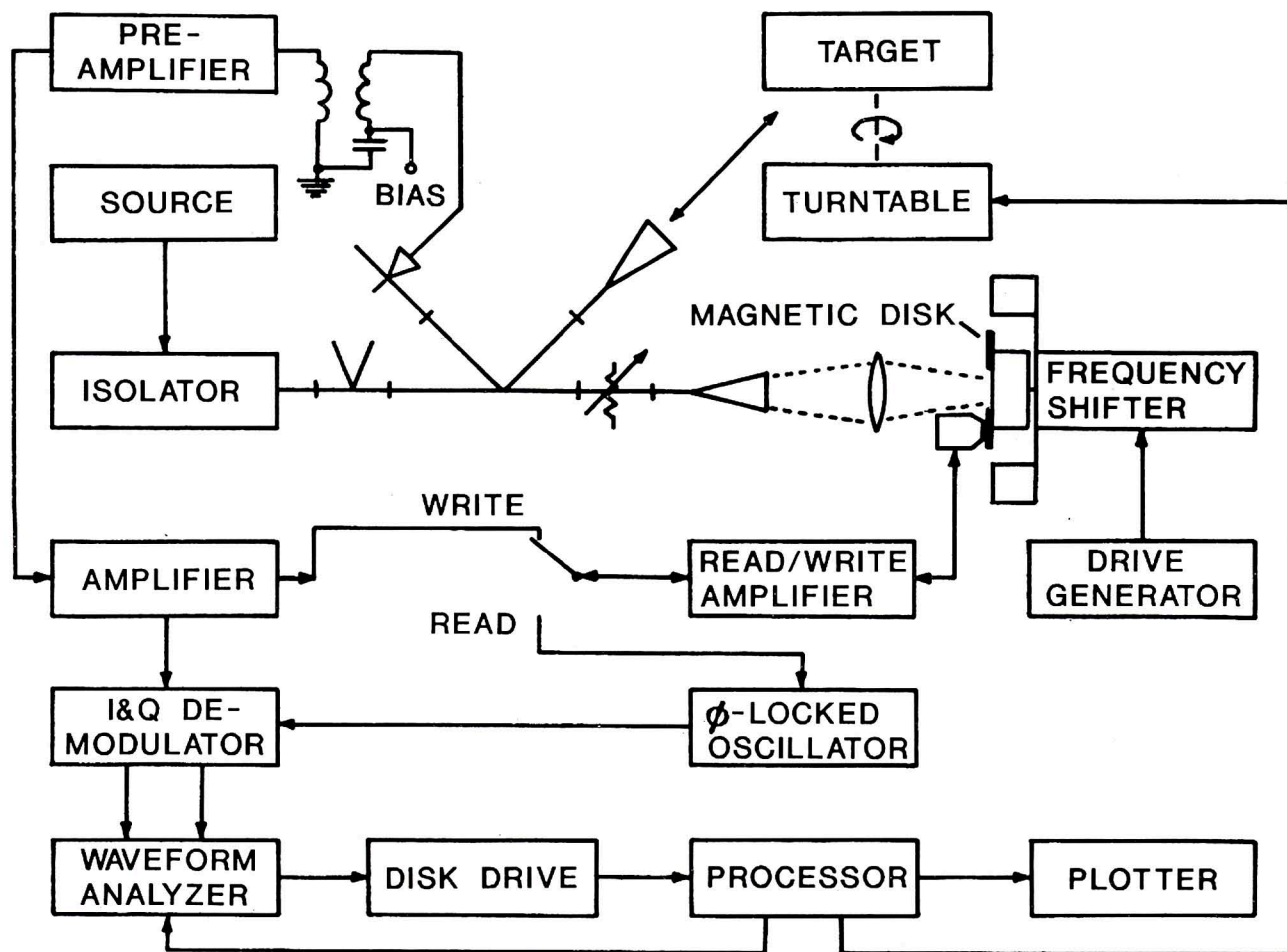 PRE-
AMPLIFIER
TARGET
BIAS
SOURCE
TURNTABLE
MAGNETIC DISK
ISOLATOR
FREQUENCY
SHIFTER
WRITE
AMPLIFIER
READ/WRITE
AMPLIFIER
DRIVE
GENERATOR
READ
I&Q DE-
MODULATOR
ϕ-LOCKED
OSCILLATOR
WAVEFORM
ANALYZER
DISK DRIVE
PROCESSOR
PLOTTER